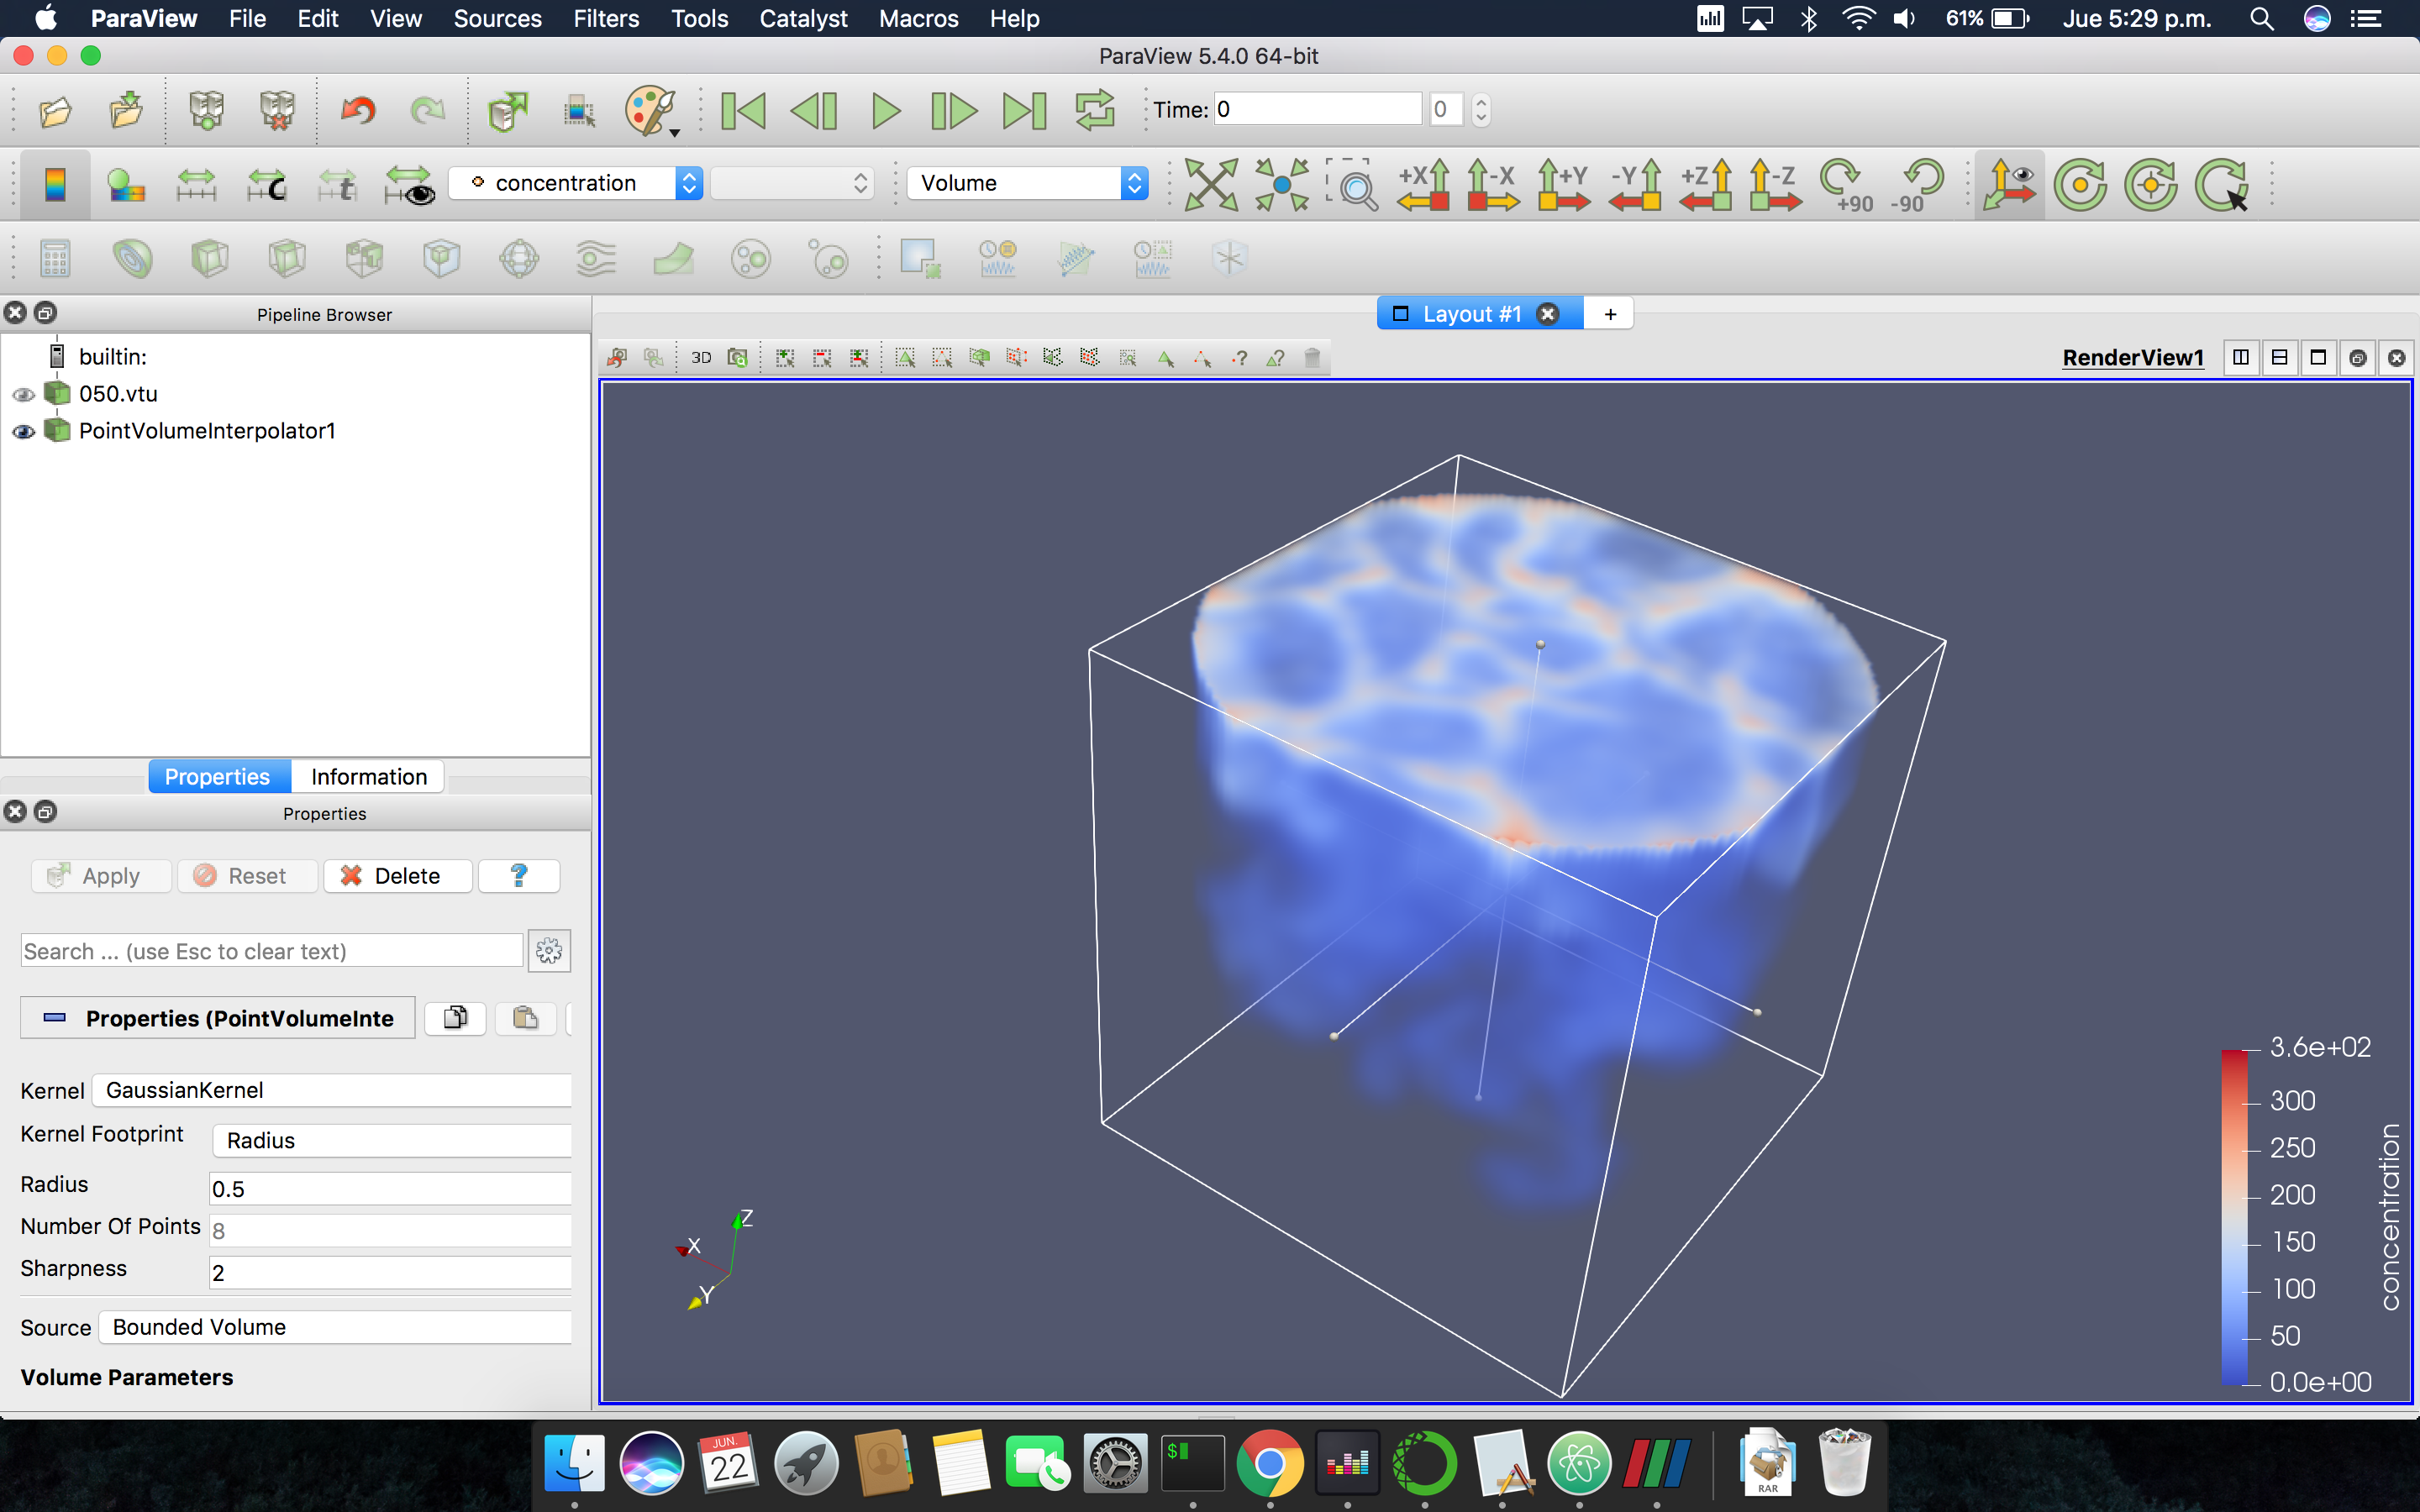 ParaView File Edit View Sources Filters Tools Catalyst Macros Help 61% Jue 5:29 p.m.
ParaView 5.4.0 64-bit
Time: 0 0
C t concentration Volume +X -X +Y -Y +Z -Z +90 -90
Pipeline Browser
Layout #1 +
builtin:
3D ? ? RenderView1
050.vtu
PointVolumeInterpolator1
Properties Information
Properties
Apply Reset Delete ?
Search ... (use Esc to clear text)
Properties (PointVolumeInte
Kernel GaussianKernel
Kernel Footprint Radius
Radius 0.5
Number Of Points 8
Sharpness 2
Source Bounded Volume
Volume Parameters
Z
X
Y
3.6e+02
300
250
200
150
100
50
0.0e+00
concentration
JUN.
22
$
RAR